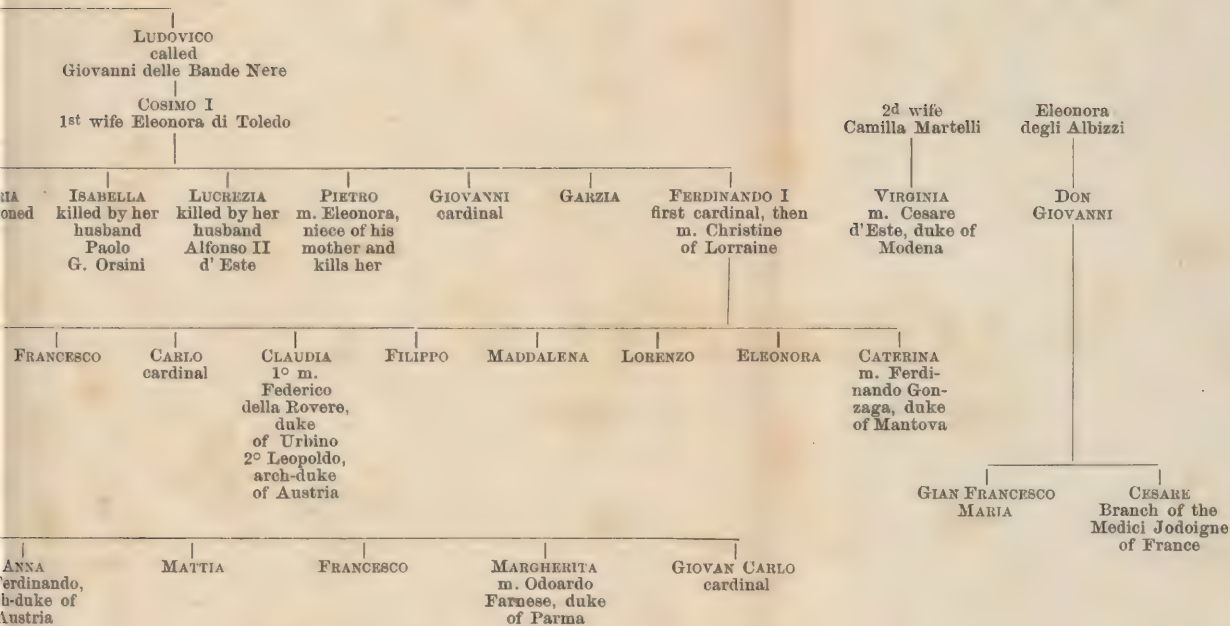 LUDOVICO
called
Giovanni delle Bande Nere
COSIMO I
1st wife Eleonora di Toledo
2d wife
Camilla Martelli
Eleonora
degli Albizzi
RIA
oned
ISABELLA
killed by her
husband
Paolo
G. Orsini
LUCREZIA
killed by her
husband
Alfonso II
d' Este
PIETRO
m. Eleonora,
niece of his
mother and
kills her
GIOVANNI
cardinal
GARZIA
FERDINANDO I
first cardinal, then
m. Christine
of Lorraine
VIRGINIA
m. Cesare
d'Este, duke of
Modena
DON
GIOVANNI
FRANCESCO
CARLO
cardinal
CLAUDIA
1° m.
Federico
della Rovere,
duke
of Urbino
2° Leopoldo,
arch-duke
of Austria
FILIPPO
MADDALENA
LORENZO
ELEONORA
CATERINA
m. Ferdi-
nando Gon-
zaga, duke
of Mantova
GIAN FRANCESCO
MARIA
CESARE
Branch of the
Medici Jodoigne
of France
ANNA
Ferdinando,
h-duke of
Austria
MATTIA
FRANCESCO
MARGHERITA
m. Odoardo
Farnese, duke
of Parma
GIOVAN CARLO
cardinal